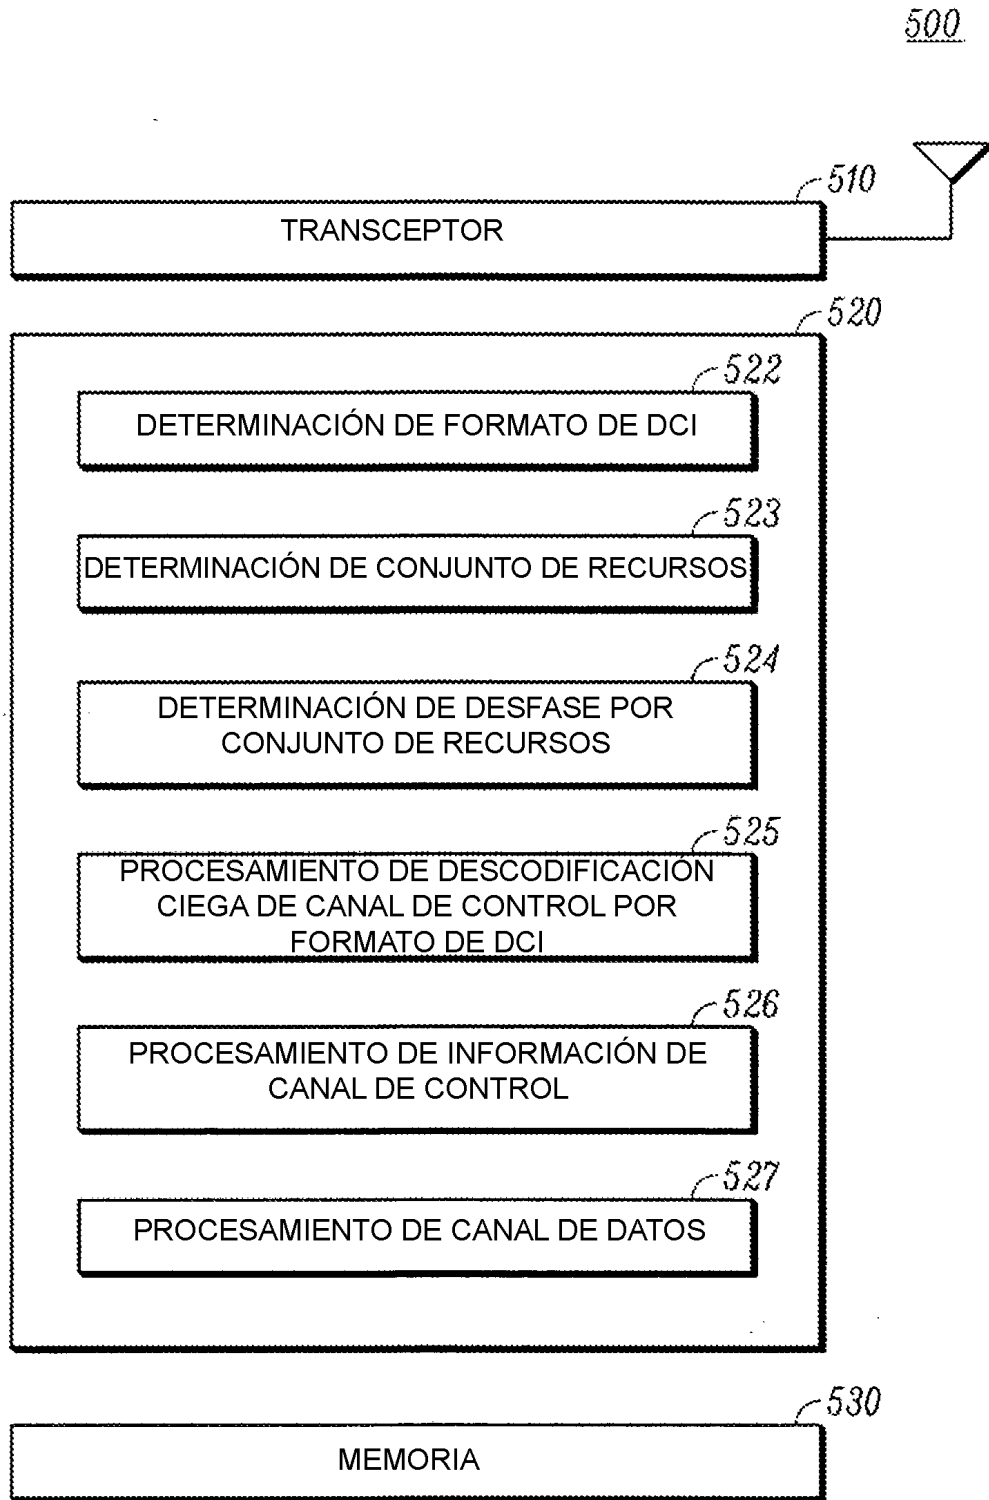 500
510
TRANSCEPTOR
520
522
DETERMINACIÓN DE FORMATO DE DCI
523
DETERMINACIÓN DE CONJUNTO DE RECURSOS
524
DETERMINACIÓN DE DESFASE POR
CONJUNTO DE RECURSOS
525
PROCESAMIENTO DE DESCODIFICACIÓN
CIEGA DE CANAL DE CONTROL POR
FORMATO DE DCI
526
PROCESAMIENTO DE INFORMACIÓN DE
CANAL DE CONTROL
527
PROCESAMIENTO DE CANAL DE DATOS
530
MEMORIA